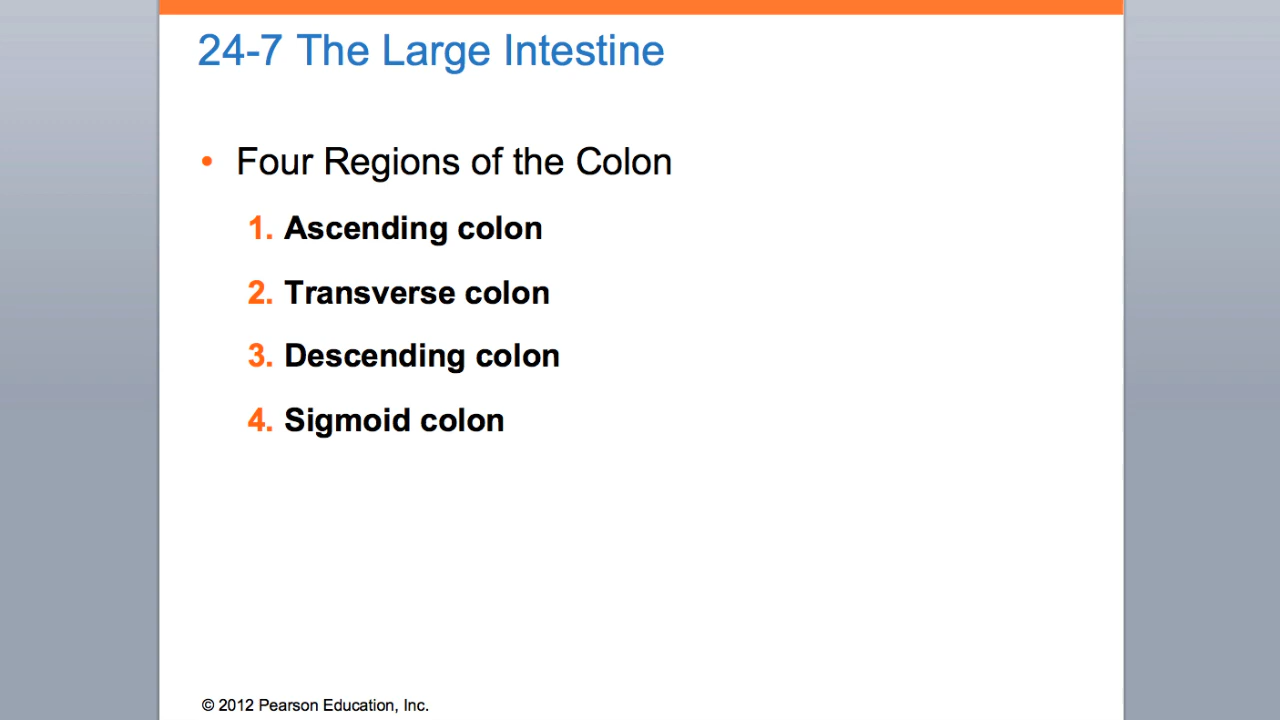 24-7 The Large Intestine
• Four Regions of the Colon
1. Ascending colon
2. Transverse colon
3. Descending colon
4. Sigmoid colon
© 2012 Pearson Education, Inc.